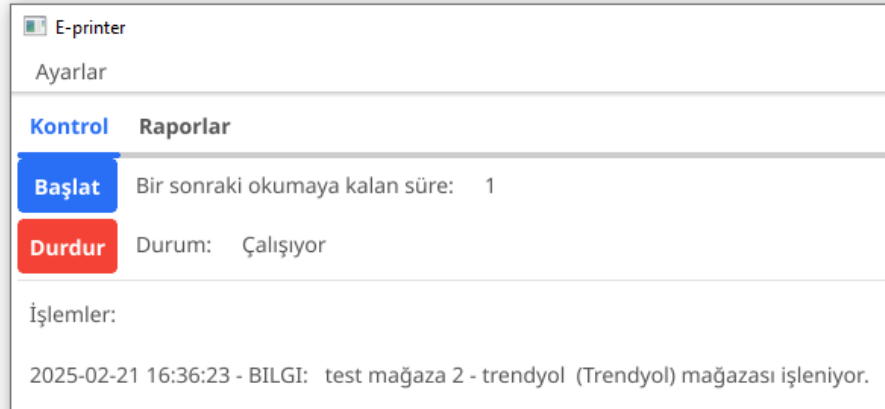 E-printer
Ayarlar
Kontrol Raporlar
Başlat Bir sonraki okumaya kalan süre: 1
Durdur Durum: Çalışıyor
İşlemler:
2025-02-21 16:36:23 - BILGI: test mağaza 2 - trendyol (Trendyol) mağazası işleniyor.